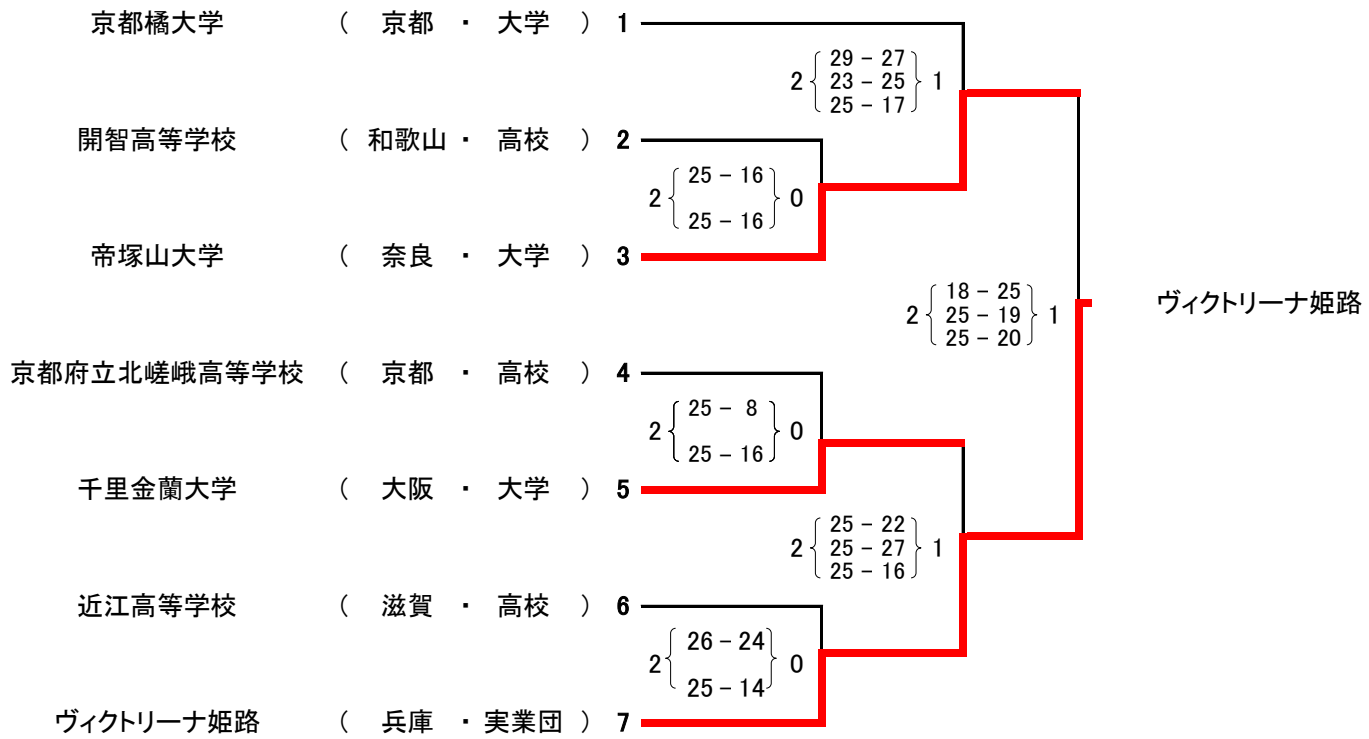 京都橘大学 ( 京都 ・ 大学 ) 1
29 － 27
2 23 － 25 1
25 － 17
開智高等学校 ( 和歌山 ・ 高校 ) 2
25 － 16
2 0
25 － 16
帝塚山大学 ( 奈良 ・ 大学 ) 3
18 － 25
2 25 － 19 1
25 － 20
ヴィクトリーナ姫路
京都府立北嵯峨高等学校 ( 京都 ・ 高校 ) 4
25 － 8
2 0
25 － 16
千里金蘭大学 ( 大阪 ・ 大学 ) 5
25 － 22
2 25 － 27 1
25 － 16
近江高等学校 ( 滋賀 ・ 高校 ) 6
26 － 24
2 0
25 － 14
ヴィクトリーナ姫路 ( 兵庫 ・ 実業団 ) 7